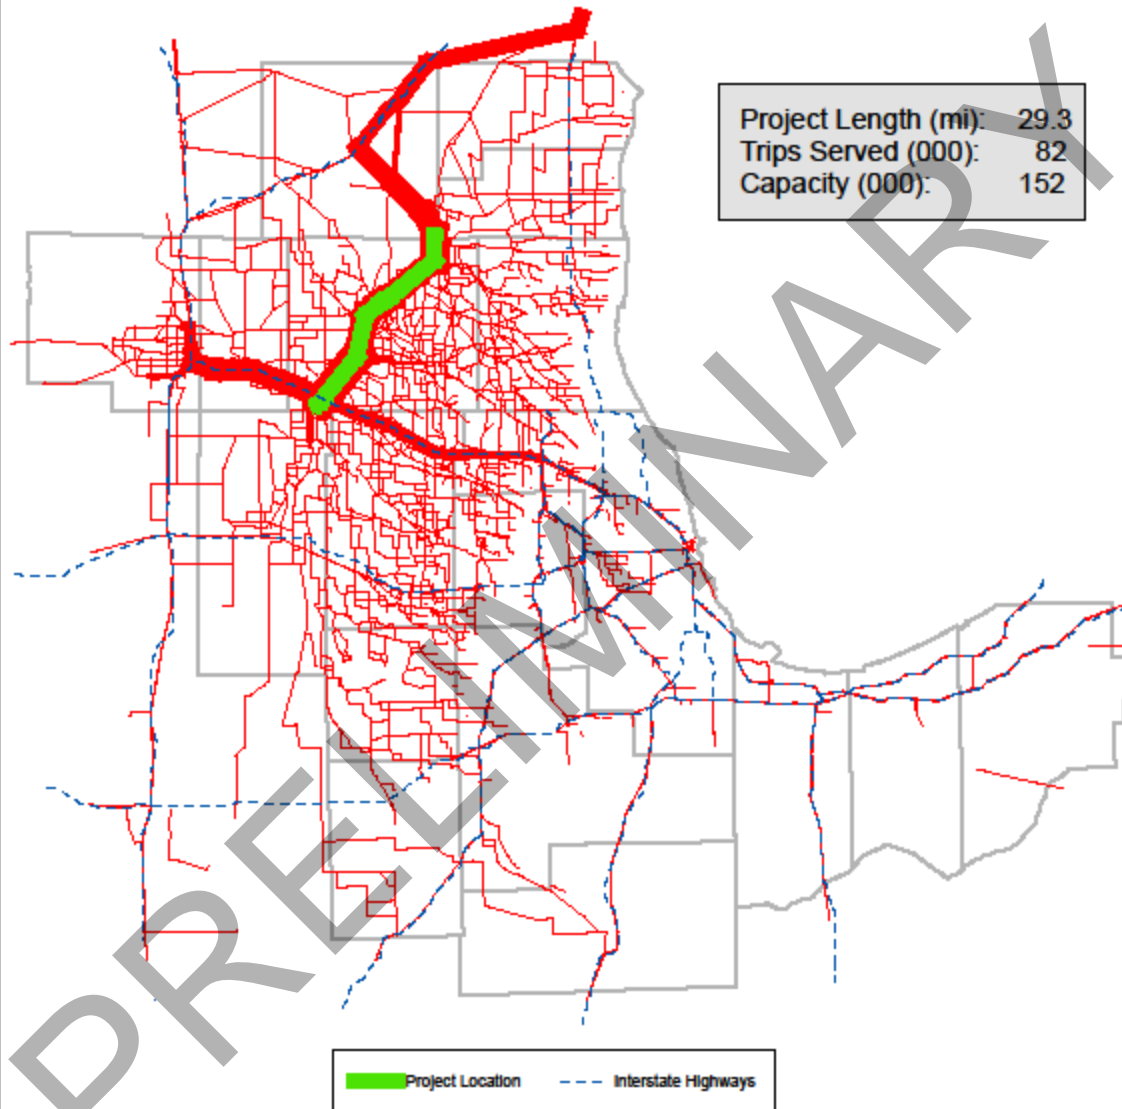 Project Length (mi): 29.3
Trips Served (000): 82
Capacity (000): 152
PRELIMINARY
Project Location
Interstate Highways